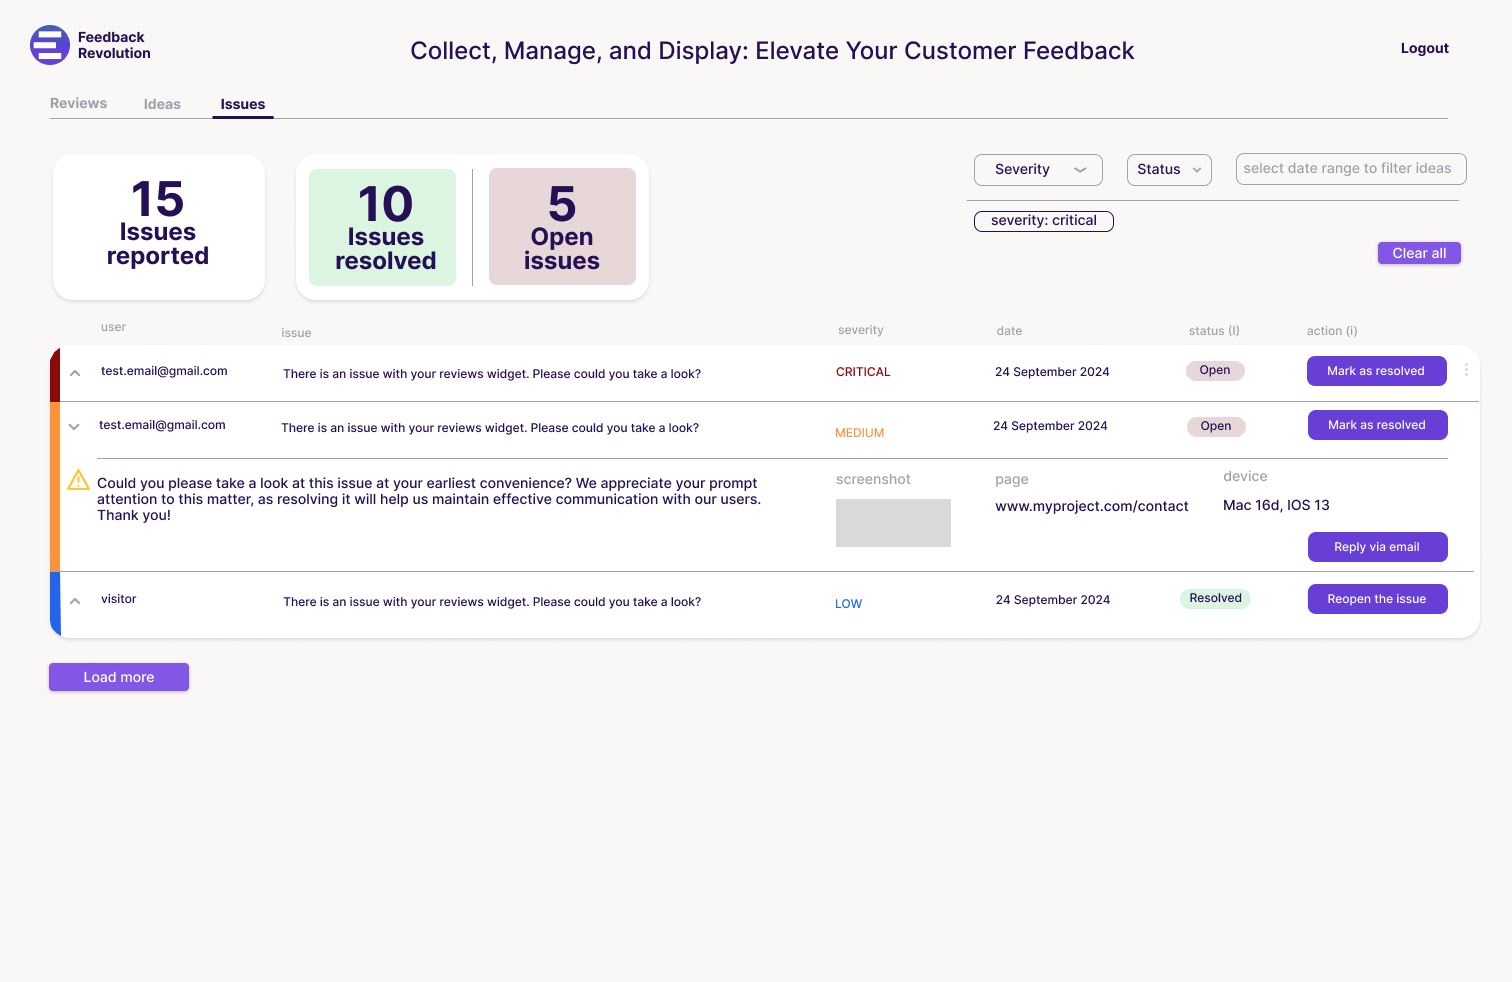 Feedback
Revolution
Collect, Manage, and Display: Elevate Your Customer Feedback
Logout
Reviews
Ideas
Issues
15
Issues
reported
10
Issues
resolved
5
Open
issues
Severity
Status
select date range to filter ideas
severity: critical
Clear all
user
issue
severity
date
status (I)
action (i)
test.email@gmail.com
There is an issue with your reviews widget. Please could you take a look?
CRITICAL
24 September 2024
Open
Mark as resolved
test.email@gmail.com
There is an issue with your reviews widget. Please could you take a look?
MEDIUM
24 September 2024
Open
Mark as resolved
Could you please take a look at this issue at your earliest convenience? We appreciate your prompt
attention to this matter, as resolving it will help us maintain effective communication with our users.
Thank you!
screenshot
page
www.myproject.com/contact
device
Mac 16d, IOS 13
Reply via email
visitor
There is an issue with your reviews widget. Please could you take a look?
LOW
24 September 2024
Resolved
Reopen the issue
Load more